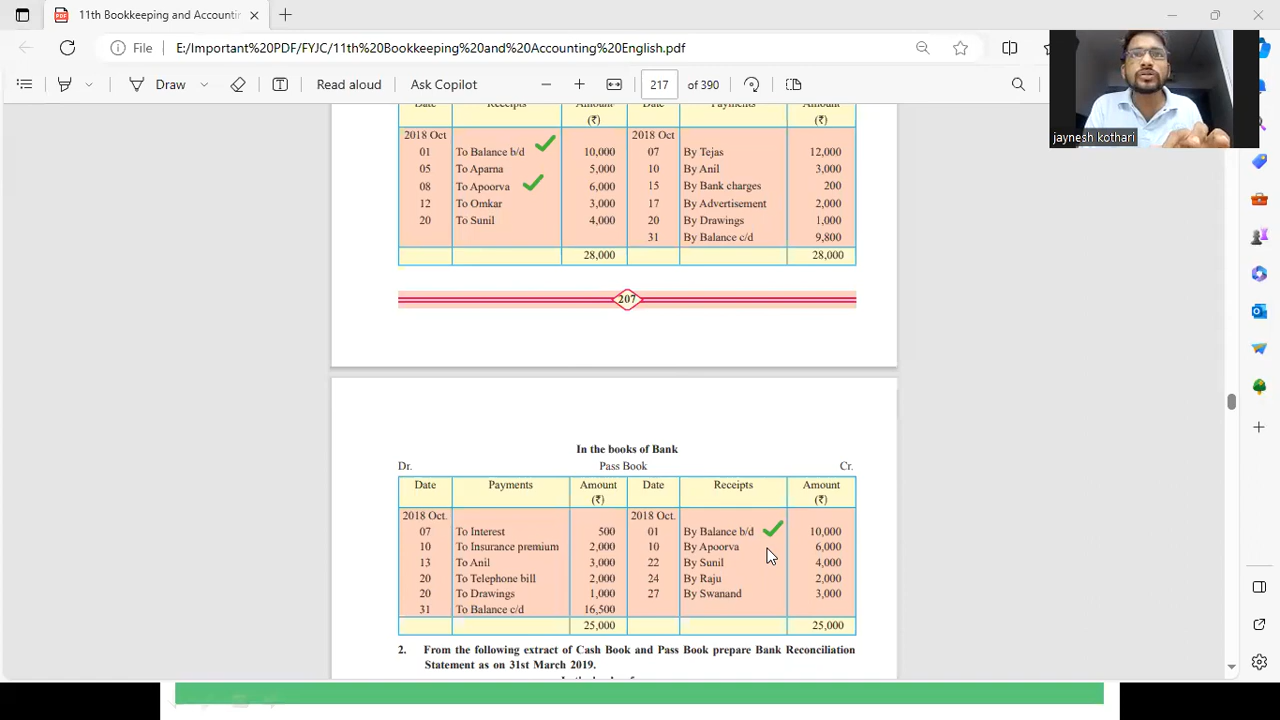 11th Bookkeeping and Accountin
File E:/Important%20PDF/FYJC/11th%20Bookkeeping%20and%20Accounting%20English.pdf
Draw Read aloud Ask Copilot 217 of 390
jaynesh kothari
Date Receipts Amount Date Payments Amount
(₹) (₹)
2018 Oct 2018 Oct
01 To Balance b/d 10,000 07 By Tejas 12,000
05 To Aparna 5,000 10 By Anil 3,000
08 To Apoorva 6,000 15 By Bank charges 200
12 To Omkar 3,000 17 By Advertisement 2,000
20 To Sunil 4,000 20 By Drawings 1,000
31 By Balance c/d 9,800
28,000 28,000
207
In the books of Bank
Dr. Pass Book Cr.
Date Payments Amount Date Receipts Amount
(₹) (₹)
2018 Oct. 2018 Oct.
07 To Interest 500 01 By Balance b/d 10,000
10 To Insurance premium 2,000 10 By Apoorva 6,000
13 To Anil 3,000 22 By Sunil 4,000
20 To Telephone bill 2,000 24 By Raju 2,000
20 To Drawings 1,000 27 By Swanand 3,000
31 To Balance c/d 16,500
25,000 25,000
2. From the following extract of Cash Book and Pass Book prepare Bank Reconciliation
Statement as on 31st March 2019.